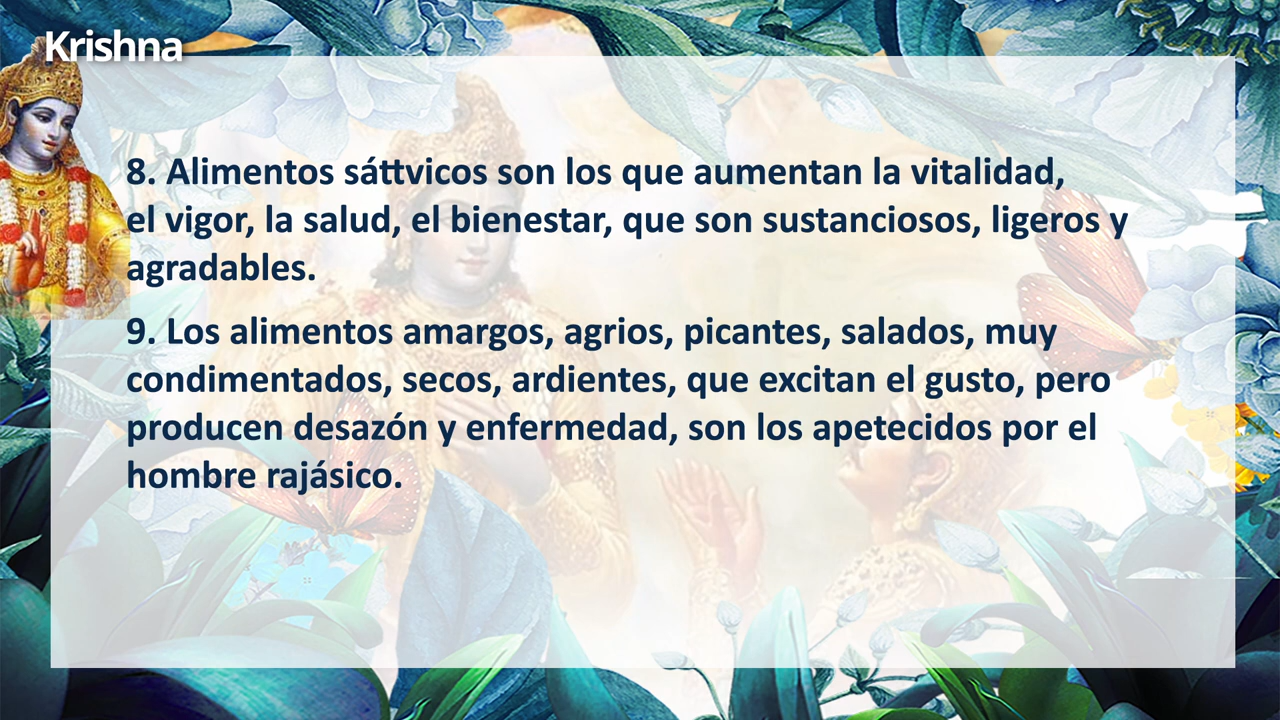 Krishna
8. Alimentos sáttvicos son los que aumentan la vitalidad,
el vigor, la salud, el bienestar, que son sustanciosos, ligeros y
agradables.
9. Los alimentos amargos, agrios, picantes, salados, muy
condimentados, secos, ardientes, que excitan el gusto, pero
producen desazón y enfermedad, son los apetecidos por el
hombre rajásico.